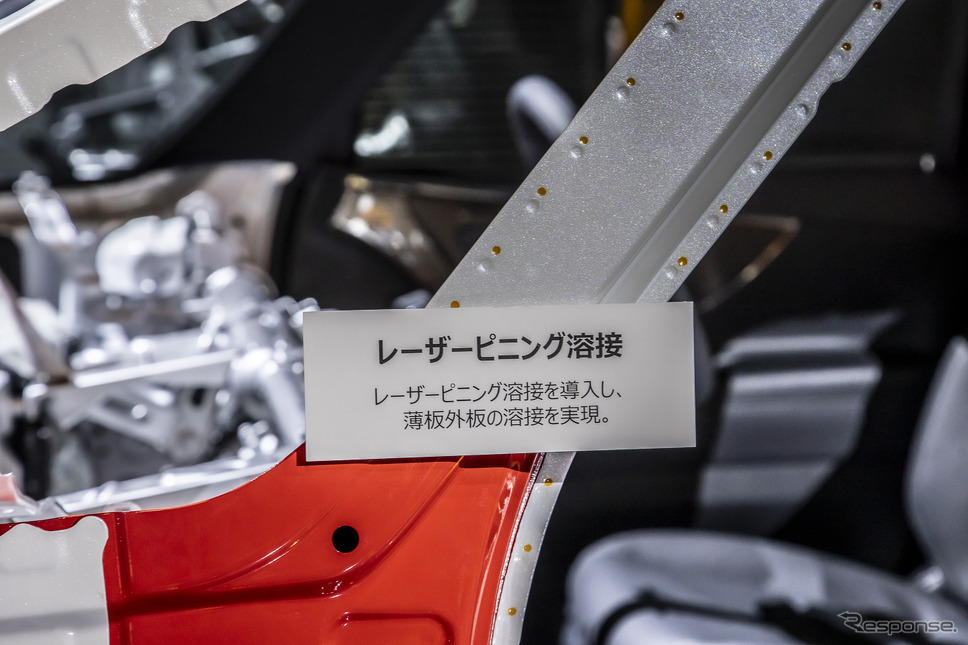 レーザーピニング溶接
レーザーピニング溶接を導入し、
薄板外板の溶接を実現。
Response.